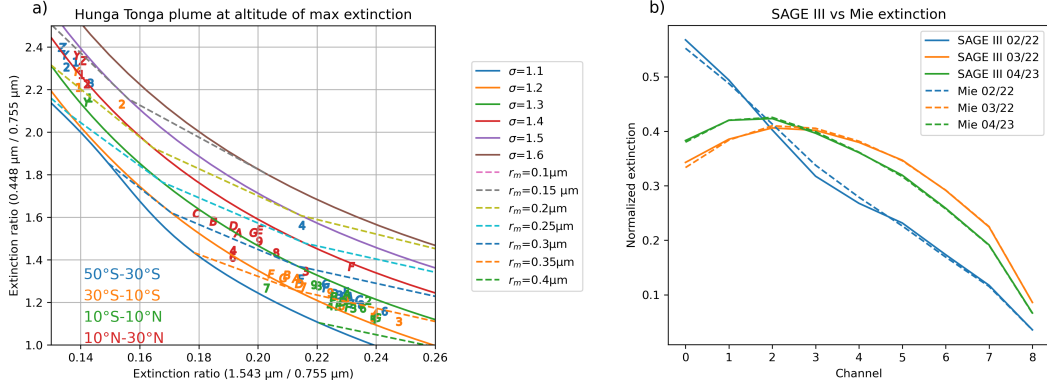 a)
Hunga Tonga plume at altitude of max extinction
Extinction ratio (0.448 μm / 0.755 μm)
2.4
2.2
2.0
1.8
1.6
1.4
1.2
1.0
50°S-30°S
30°S-10°S
10°S-10°N
10°N-30°N
0.14
0.16
0.18
0.20
0.22
0.24
0.26
Extinction ratio (1.543 μm / 0.755 μm)
σ=1.1
σ=1.2
σ=1.3
σ=1.4
σ=1.5
σ=1.6
rm=0.1μm
rm=0.15 μm
rm=0.2μm
rm=0.25μm
rm=0.3μm
rm=0.35μm
rm=0.4μm
b)
SAGE III vs Mie extinction
Normalized extinction
0.5
0.4
0.3
0.2
0.1
SAGE III 02/22
SAGE III 03/22
SAGE III 04/23
Mie 02/22
Mie 03/22
Mie 04/23
0
1
2
3
4
5
6
7
8
Channel